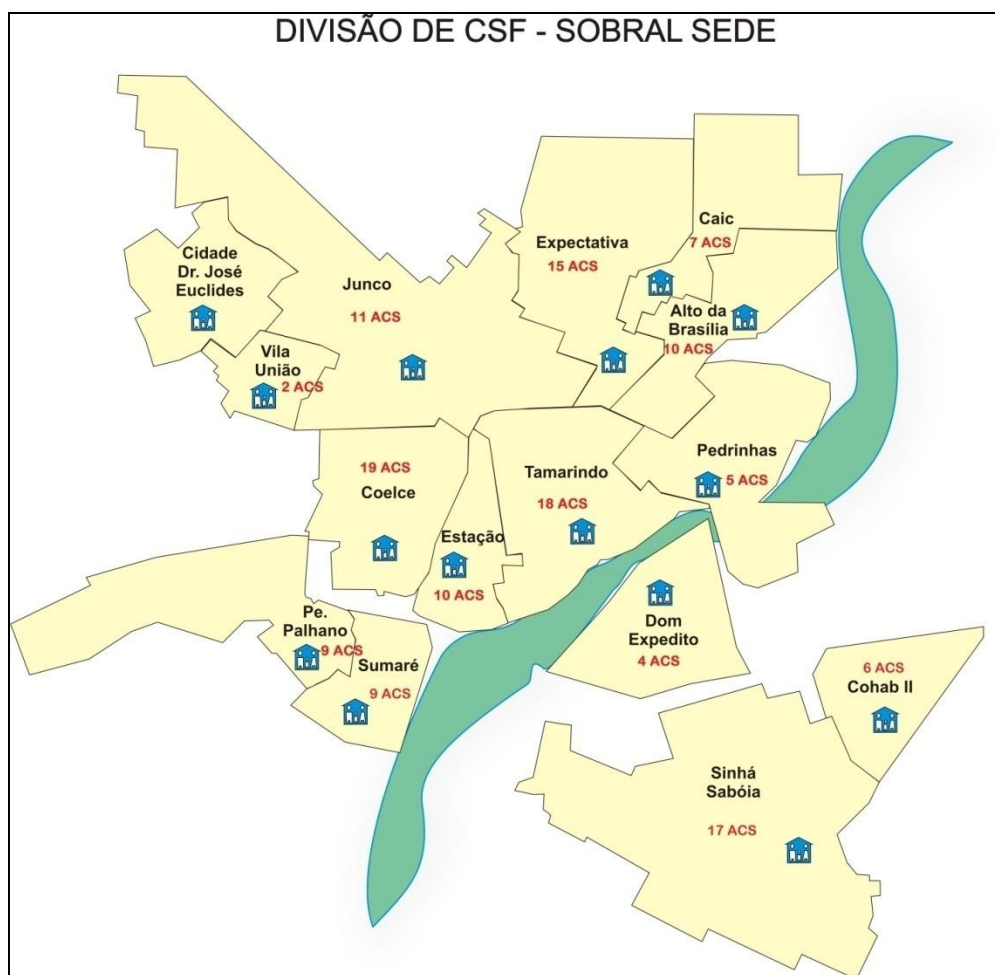 DIVISÃO DE CSF - SOBRAL SEDE
Cidade
Dr. José
Euclides
Junco
11 ACS
Expectativa
15 ACS
Caic
7 ACS
Alto da
Brasília
10 ACS
Vila
União
2 ACS
19 ACS
Coelce
Estação
10 ACS
Tamarindo
18 ACS
Pedrinhas
5 ACS
Pe.
Palhano
9 ACS
Sumaré
9 ACS
Dom
Expedito
4 ACS
6 ACS
Cohab II
Sinhá
Sabóia
17 ACS